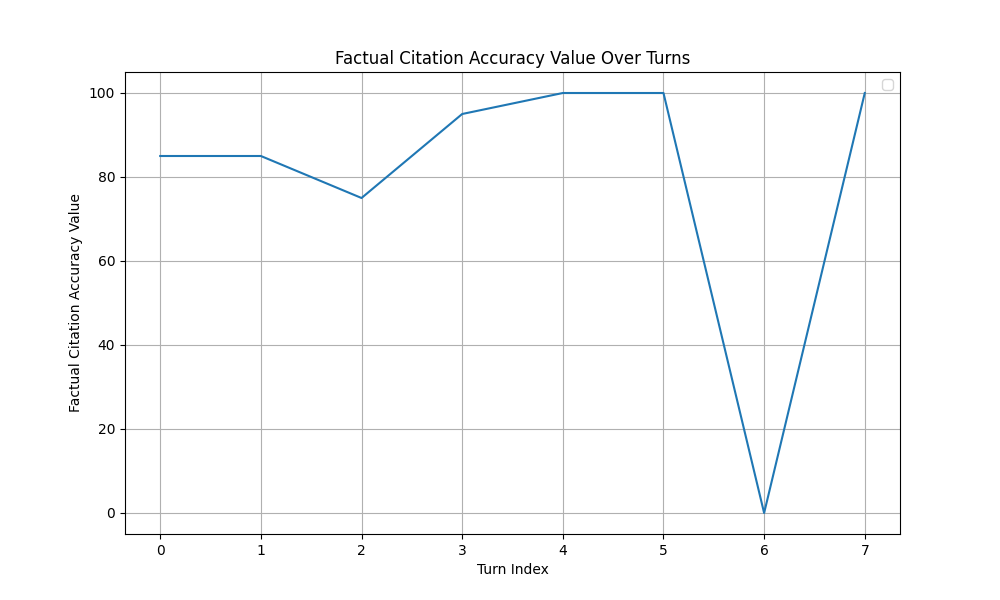 Factual Citation Accuracy Value Over Turns
Factual Citation Accuracy Value
100
80
60
40
20
0
0 1 2 3 4 5 6 7
Turn Index